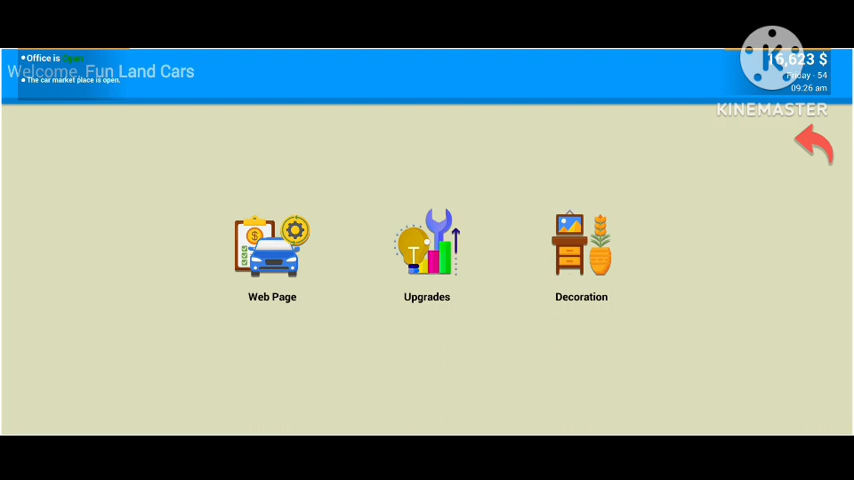 Office is Open
Welcome, Fun Land Cars
The car market place is open.
16,623 $
Friday - 54
09:26 am
KINEMASTER
Web Page
Upgrades
Decoration